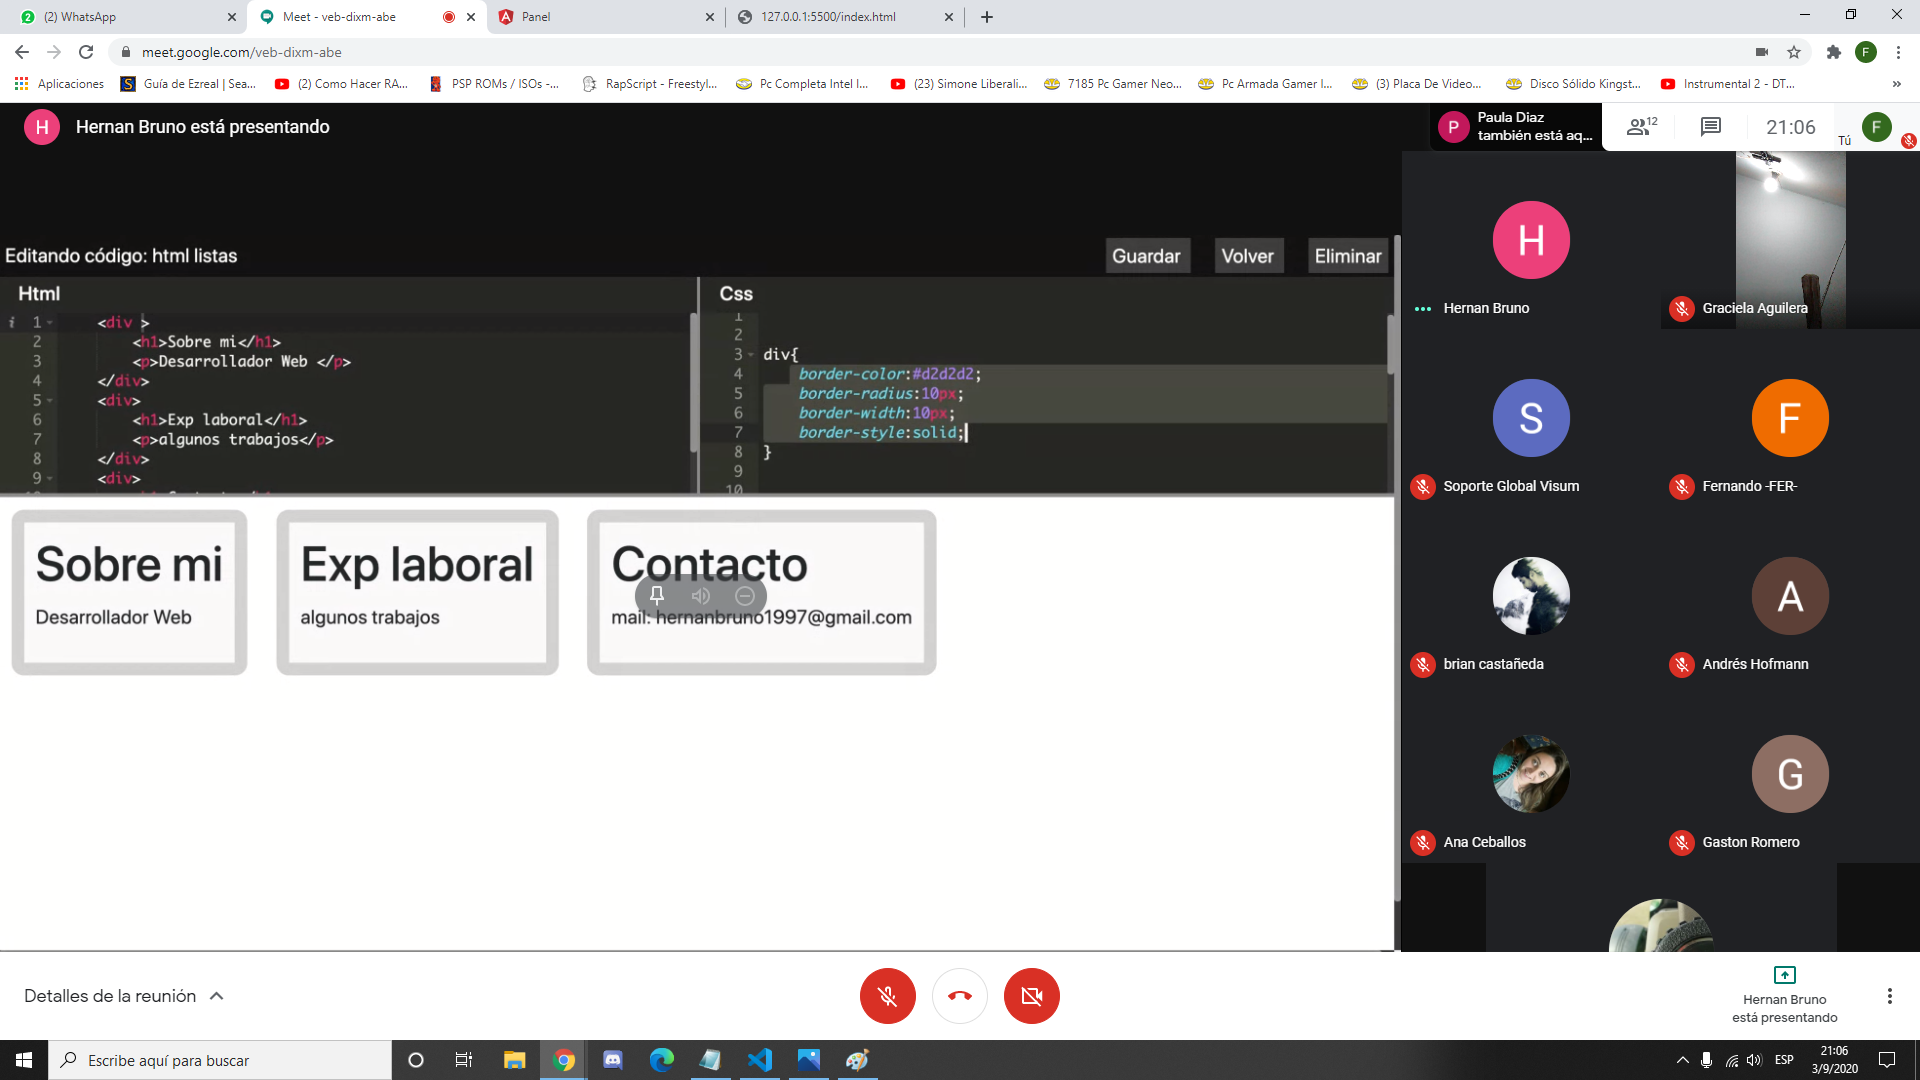 (2) WhatsApp
Meet - veb-dixm-abe
Panel
127.0.0.1:5500/index.html
meet.google.com/veb-dixm-abe
F
Aplicaciones
Guía de Ezreal | Sea...
(2) Como Hacer RA...
PSP ROMs / ISOs -...
RapScript - Freestyl...
Pc Completa Intel I...
(23) Simone Liberali...
7185 Pc Gamer Neo...
Pc Armada Gamer I...
(3) Placa De Video...
Disco Sólido Kingst...
Instrumental 2 - DT...
»
H
Hernan Bruno está presentando
P
Paula Diaz
también está aq...
12
21:06
Tú
F
Editando código: html listas
Guardar
Volver
Eliminar
Html
1 <div >
2 <h1>Sobre mi</h1>
3 <p>Desarrollador Web </p>
4 </div>
5 <div>
6 <h1>Exp laboral</h1>
7 <p>algunos trabajos</p>
8 </div>
9 <div>
Css
1
2
3 div{
4 border-color:#d2d2d2;
5 border-radius:10px;
6 border-width:10px;
7 border-style:solid;
8 }
9
10
Sobre mi
Desarrollador Web
Exp laboral
algunos trabajos
Contacto
mail: hernanbruno1997@gmail.com
H
Hernan Bruno
Graciela Aguilera
S
Soporte Global Visum
F
Fernando -FER-
brian castañeda
A
Andrés Hofmann
Ana Ceballos
G
Gaston Romero
Detalles de la reunión
Hernan Bruno
está presentando
Escribe aquí para buscar
ESP
21:06
3/9/2020